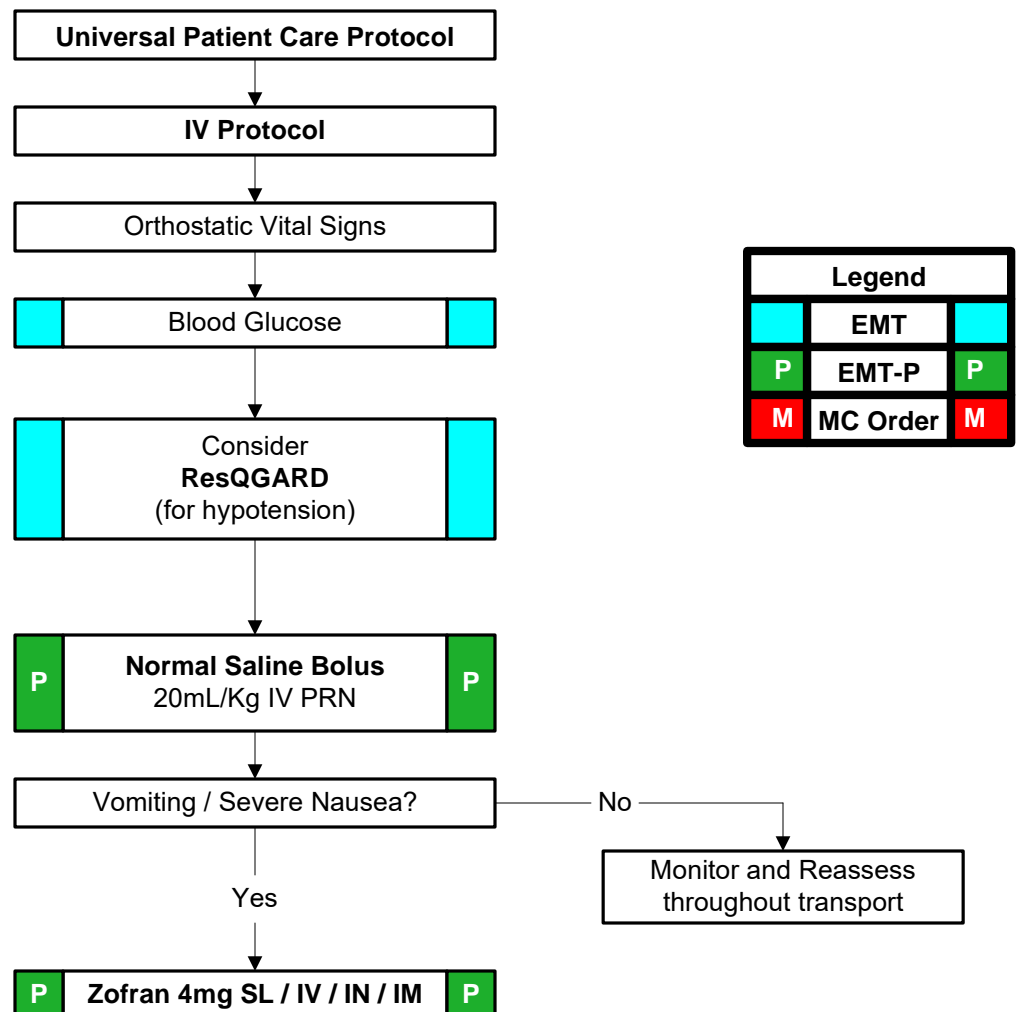 Universal Patient Care Protocol
IV Protocol
Orthostatic Vital Signs
Blood Glucose
Consider
ResQGARD
(for hypotension)
P
Normal Saline Bolus
P
20mL/Kg IV PRN
Vomiting / Severe Nausea?
No
Monitor and Reassess
throughout transport
Yes
P Zofran 4mg SL / IV / IN / IM P
Legend
EMT
P EMT-P P
M MC Order M